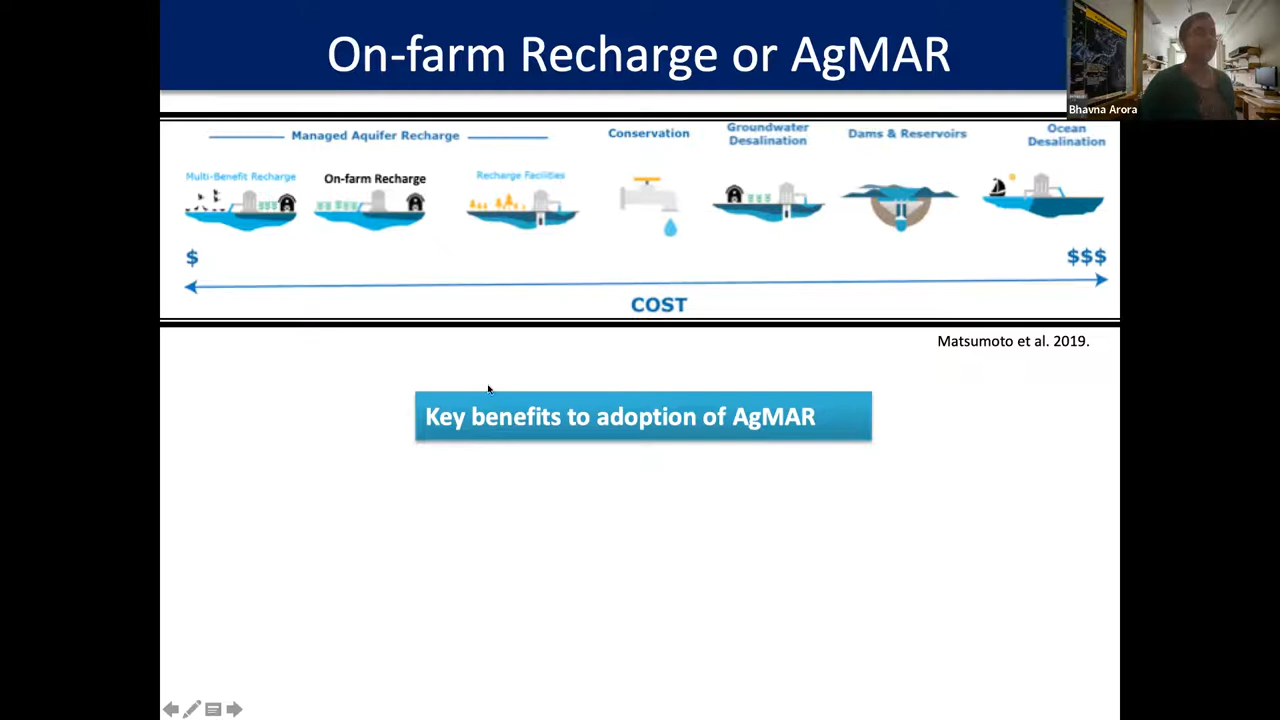 On-farm Recharge or AgMAR
Bhavna Arora
Managed Aquifer Recharge
Conservation
Groundwater
Desalination
Dams & Reservoirs
Ocean
Desalination
Multi-Benefit Recharge
On-farm Recharge
Recharge Facilities
$
$$$
COST
Matsumoto et al. 2019.
Key benefits to adoption of AgMAR